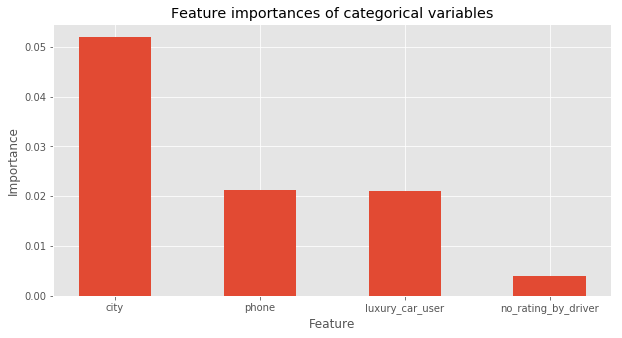 Feature importances of categorical variables
Importance
0.05
0.04
0.03
0.02
0.01
0.00
city phone luxury_car_user no_rating_by_driver
Feature